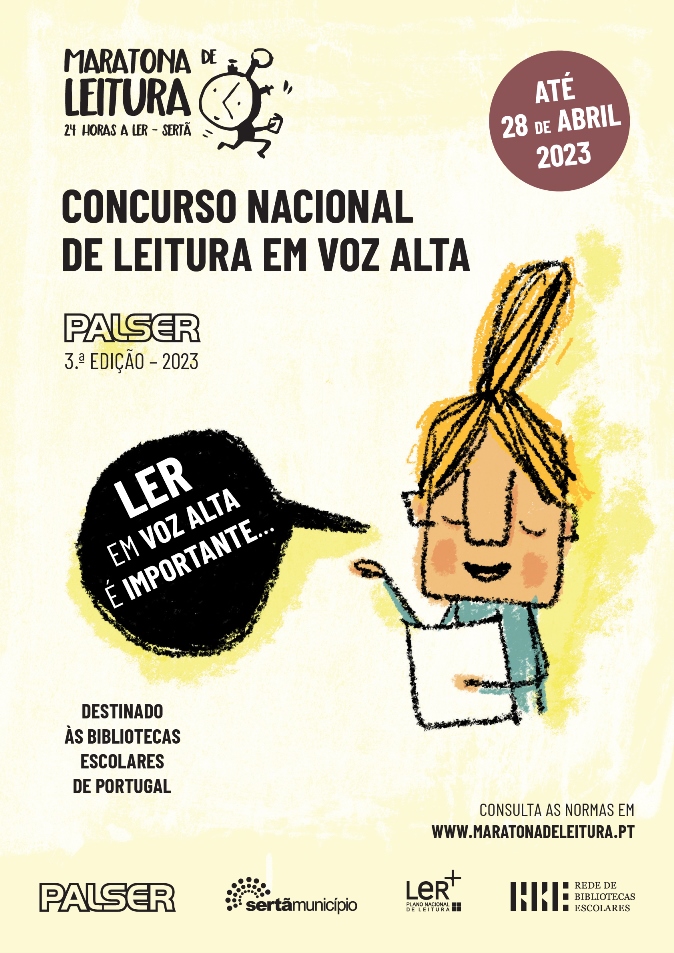 MARATONA DE
LEITURA
24 HORAS A LER - SERTÃ
ATÉ
28 DE ABRIL
2023
CONCURSO NACIONAL
DE LEITURA EM VOZ ALTA
PALSER
3.ª EDIÇÃO – 2023
LER
EM VOZ ALTA
É IMPORTANTE...
DESTINADO
ÀS BIBLIOTECAS
ESCOLARES
DE PORTUGAL
CONSULTA AS NORMAS EM
WWW.MARATONADELEITURA.PT
PALSER
sertãmunicípio
LER+
PLANO NACIONAL
DE LEITURA
RBE
REDE DE
BIBLIOTECAS
ESCOLARES